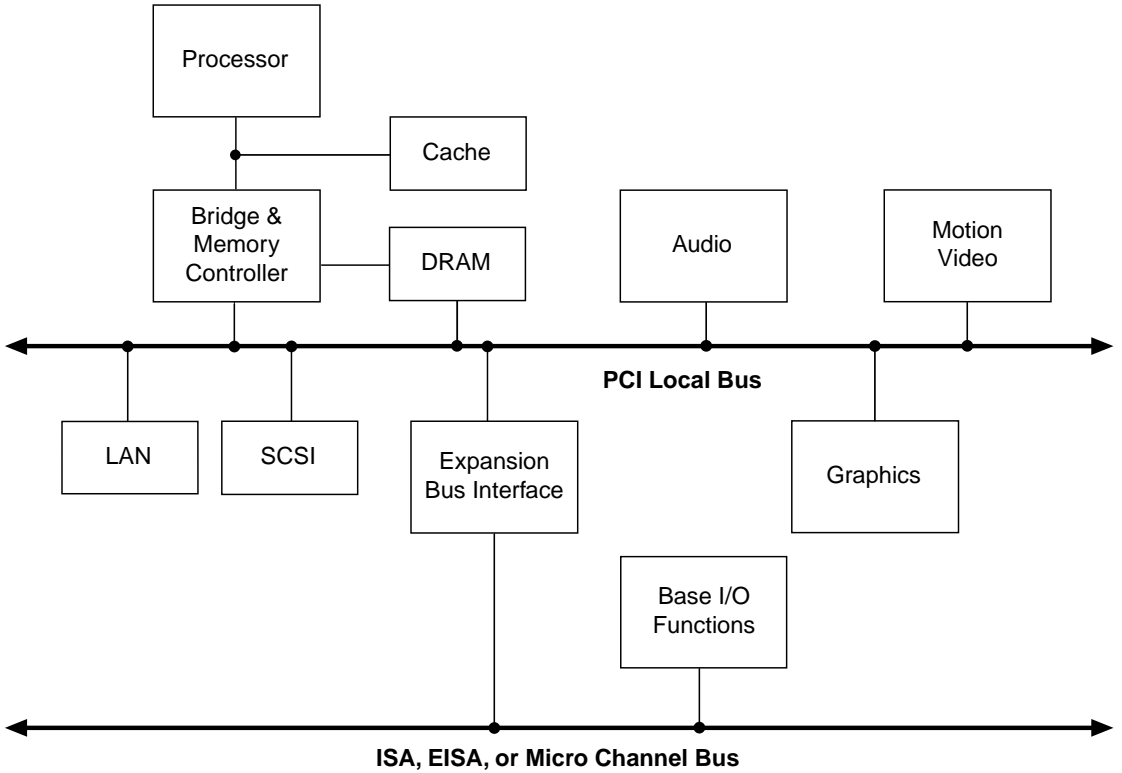 Processor
Cache
Bridge &
Memory
Controller
DRAM
Audio
Motion
Video
PCI Local Bus
LAN
SCSI
Expansion
Bus Interface
Graphics
Base I/O
Functions
ISA, EISA, or Micro Channel Bus